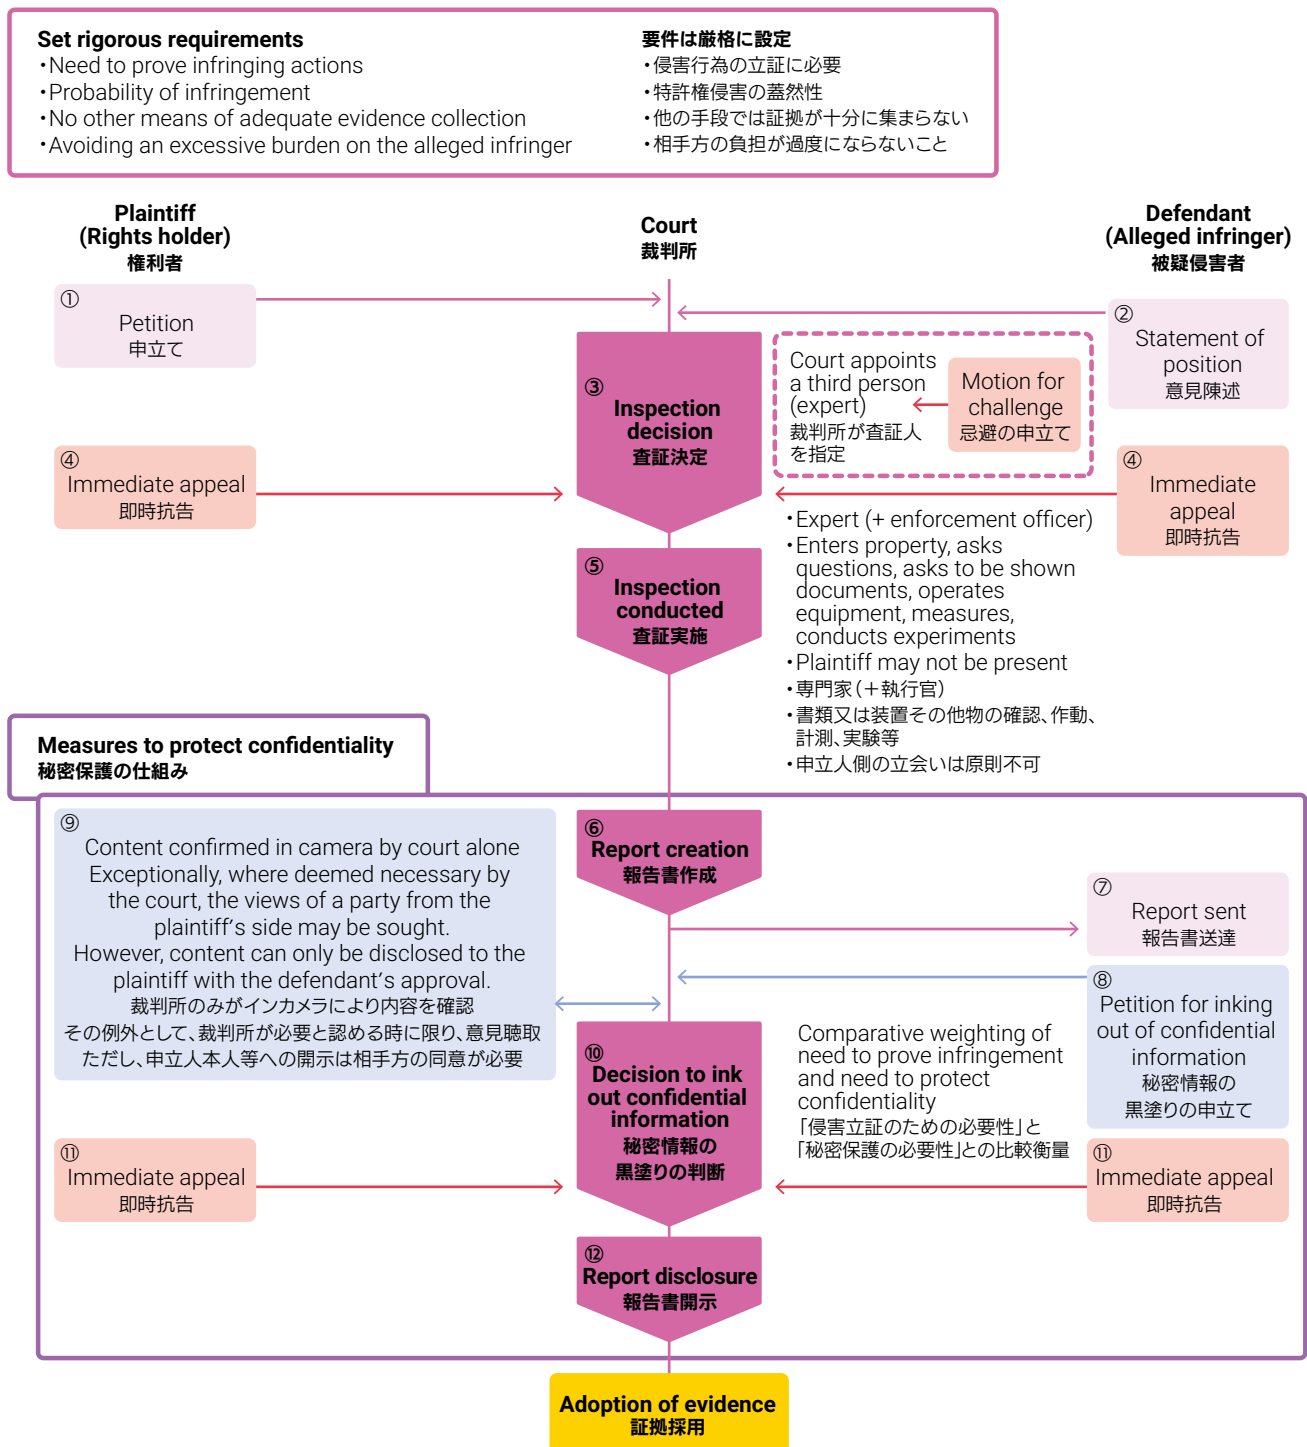 Set rigorous requirements
・Need to prove infringing actions
・Probability of infringement
・No other means of adequate evidence collection
・Avoiding an excessive burden on the alleged infringer
要件は厳格に設定
・侵害行為の立証に必要
・特許権侵害の蓋然性
・他の手段では証拠が十分に集まらない
・相手方の負担が過度にならないこと
Plaintiff
(Rights holder)
権利者
Court
裁判所
Defendant
(Alleged infringer)
被疑侵害者
①
Petition
申立て
②
Statement of
position
意見陳述
③
Inspection
decision
査証決定
Court appoints
a third person
(expert)
裁判所が査証人
を指定
Motion for
challenge
忌避の申立て
④
Immediate appeal
即時抗告
④
Immediate
appeal
即時抗告
⑤
Inspection
conducted
査証実施
・Expert (+ enforcement officer)
・Enters property, asks
questions, asks to be shown
documents, operates
equipment, measures,
conducts experiments
・Plaintiff may not be present
・専門家（＋執行官）
・書類又は装置その他物の確認、作動、
計測、実験等
・申立人側の立会いは原則不可
Measures to protect confidentiality
秘密保護の仕組み
⑥
Report creation
報告書作成
⑦
Report sent
報告書送達
⑧
Petition for inking
out of confidential
information
秘密情報の
黒塗りの申立て
⑨
Content confirmed in camera by court alone
Exceptionally, where deemed necessary by
the court, the views of a party from the
plaintiff's side may be sought.
However, content can only be disclosed to the
plaintiff with the defendant's approval.
裁判所のみがインカメラにより内容を確認
その例外として、裁判所が必要と認める時に限り、意見聴取
ただし、申立人本人等への開示は相手方の同意が必要
⑩
Decision to ink
out confidential
information
秘密情報の
黒塗りの判断
Comparative weighting of
need to prove infringement
and need to protect
confidentiality
「侵害立証のための必要性」と
「秘密保護の必要性」との比較衡量
⑪
Immediate appeal
即時抗告
⑪
Immediate appeal
即時抗告
⑫
Report disclosure
報告書開示
Adoption of evidence
証拠採用